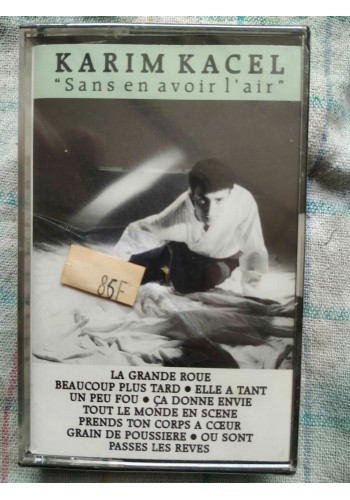 KARIM KACEL
"Sans en avoir l'air"
86F
LA GRANDE ROUE
BEAUCOUP PLUS TARD • ELLE A TANT
UN PEU FOU • ÇA DONNE ENVIE
TOUT LE MONDE EN SCENE
PRENDS TON CORPS A CŒUR
GRAIN DE POUSSIERE • OU SONT
PASSES LES REVES